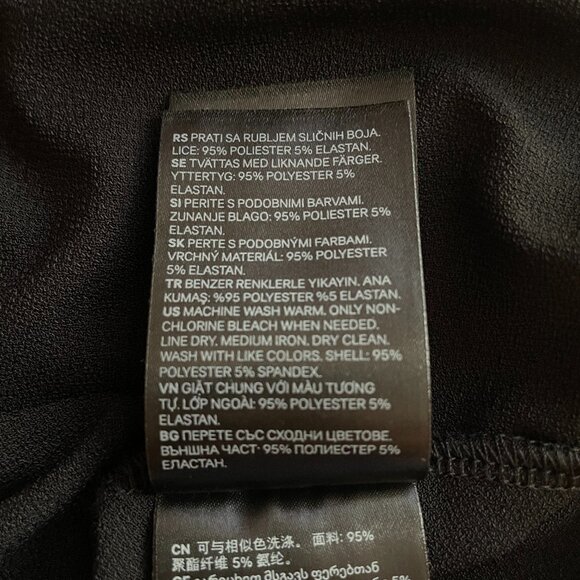 RS PRATI SA RUBLJEM SLIČNIH BOJA.
LICE: 95% POLIESTER 5% ELASTAN.
SE TVÄTTAS MED LIKNANDE FÄRGER.
YTTERTYG: 95% POLYESTER 5%
ELASTAN.
SI PERITE S PODOBNIMI BARVAMI.
ZUNANJE BLAGO: 95% POLIESTER 5%
ELASTAN.
SK PERTE S PODOBNÝMI FARBAMI.
VRCHNÝ MATERIÁL: 95% POLYESTER
5% ELASTAN.
TR BENZER RENKLERLE YIKAYIN. ANA
KUMAŞ: %95 POLYESTER %5 ELASTAN.
US MACHINE WASH WARM. ONLY NON-
CHLORINE BLEACH WHEN NEEDED.
LINE DRY. MEDIUM IRON. DRY CLEAN.
WASH WITH LIKE COLORS. SHELL: 95%
POLYESTER 5% SPANDEX.
VN GIẶT CHUNG VỚI MÀU TƯƠNG
TỰ. LỚP NGOÀI: 95% POLYESTER 5%
ELASTAN.
BG ПЕРЕТЕ СЪС СХОДНИ ЦВЕТОВЕ.
ВЪНШНА ЧАСТ: 95% ПОЛИЕСТЕР 5%
ЕЛАСТАН.
CN 可与相似色洗涤。 面料: 95%
聚酯纤维 5% 氨纶。
GE გარეცხეთ მსგავს ფერებთან